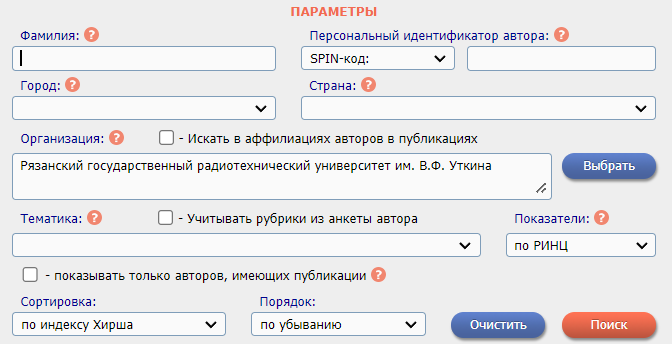 ПАРАМЕТРЫ
Фамилия: ? Персональный идентификатор автора: ?
SPIN-код:
Город: ? Страна: ?
Организация: ? - Искать в аффилиациях авторов в публикациях
Рязанский государственный радиотехнический университет им. В.Ф. Уткина Выбрать
Тематика: ? - Учитывать рубрики из анкеты автора Показатели: ?
по РИНЦ
- показывать только авторов, имеющих публикации ?
Сортировка: Порядок:
по индексу Хирша по убыванию Очистить Поиск